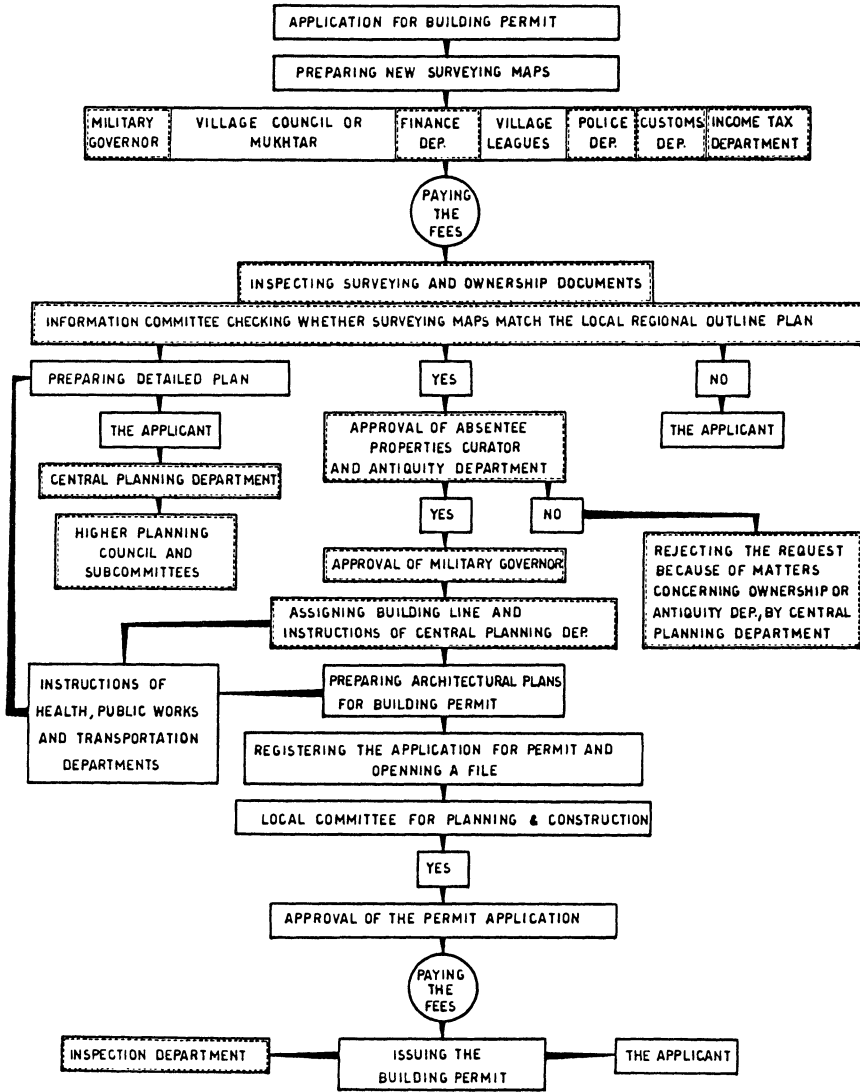 APPLICATION FOR BUILDING PERMIT
PREPARING NEW SURVEYING MAPS
MILITARY
GOVERNOR
VILLAGE COUNCIL OR
MUKHTAR
FINANCE
DEP.
VILLAGE
LEAGUES
POLICE
DEP.
CUSTOMS
DEP.
INCOME TAX
DEPARTMENT
PAYING
THE
FEES
INSPECTING SURVEYING AND OWNERSHIP DOCUMENTS
INFORMATION COMMITTEE CHECKING WHETHER SURVEYING MAPS MATCH THE LOCAL REGIONAL OUTLINE PLAN
PREPARING DETAILED PLAN
YES
NO
THE APPLICANT
APPROVAL OF ABSENTEE
PROPERTIES CURATOR
AND ANTIQUITY DEPARTMENT
THE APPLICANT
CENTRAL PLANNING DEPARTMENT
YES
NO
HIGHER PLANNING
COUNCIL AND
SUBCOMMITTEES
APPROVAL OF MILITARY GOVERNOR
REJECTING THE REQUEST
BECAUSE OF MATTERS
CONCERNING OWNERSHIP OR
ANTIQUITY DEP., BY CENTRAL
PLANNING DEPARTMENT
ASSIGNING BUILDING LINE AND
INSTRUCTIONS OF CENTRAL PLANNING DEP.
INSTRUCTIONS OF
HEALTH, PUBLIC WORKS
AND TRANSPORTATION
DEPARTMENTS
PREPARING ARCHITECTURAL PLANS
FOR BUILDING PERMIT
REGISTERING THE APPLICATION FOR PERMIT AND
OPENNING A FILE
LOCAL COMMITTEE FOR PLANNING & CONSTRUCTION
YES
APPROVAL OF THE PERMIT APPLICATION
PAYING
THE
FEES
INSPECTION DEPARTMENT
ISSUING THE
BUILDING PERMIT
THE APPLICANT